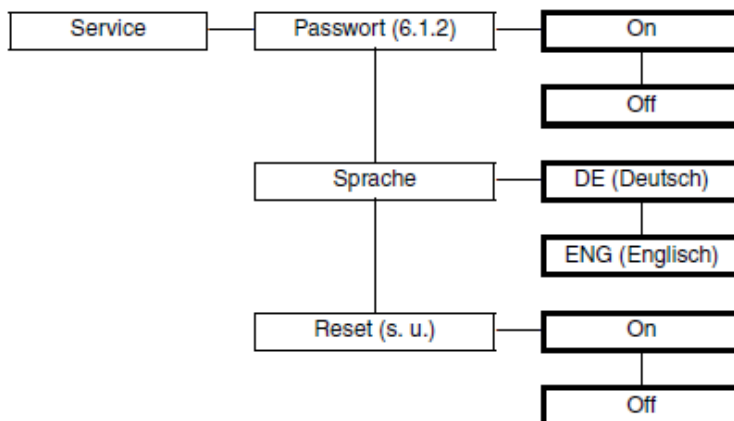 Service
Passwort (6.1.2)
On
Off
Sprache
DE (Deutsch)
ENG (Englisch)
Reset (s. u.)
On
Off